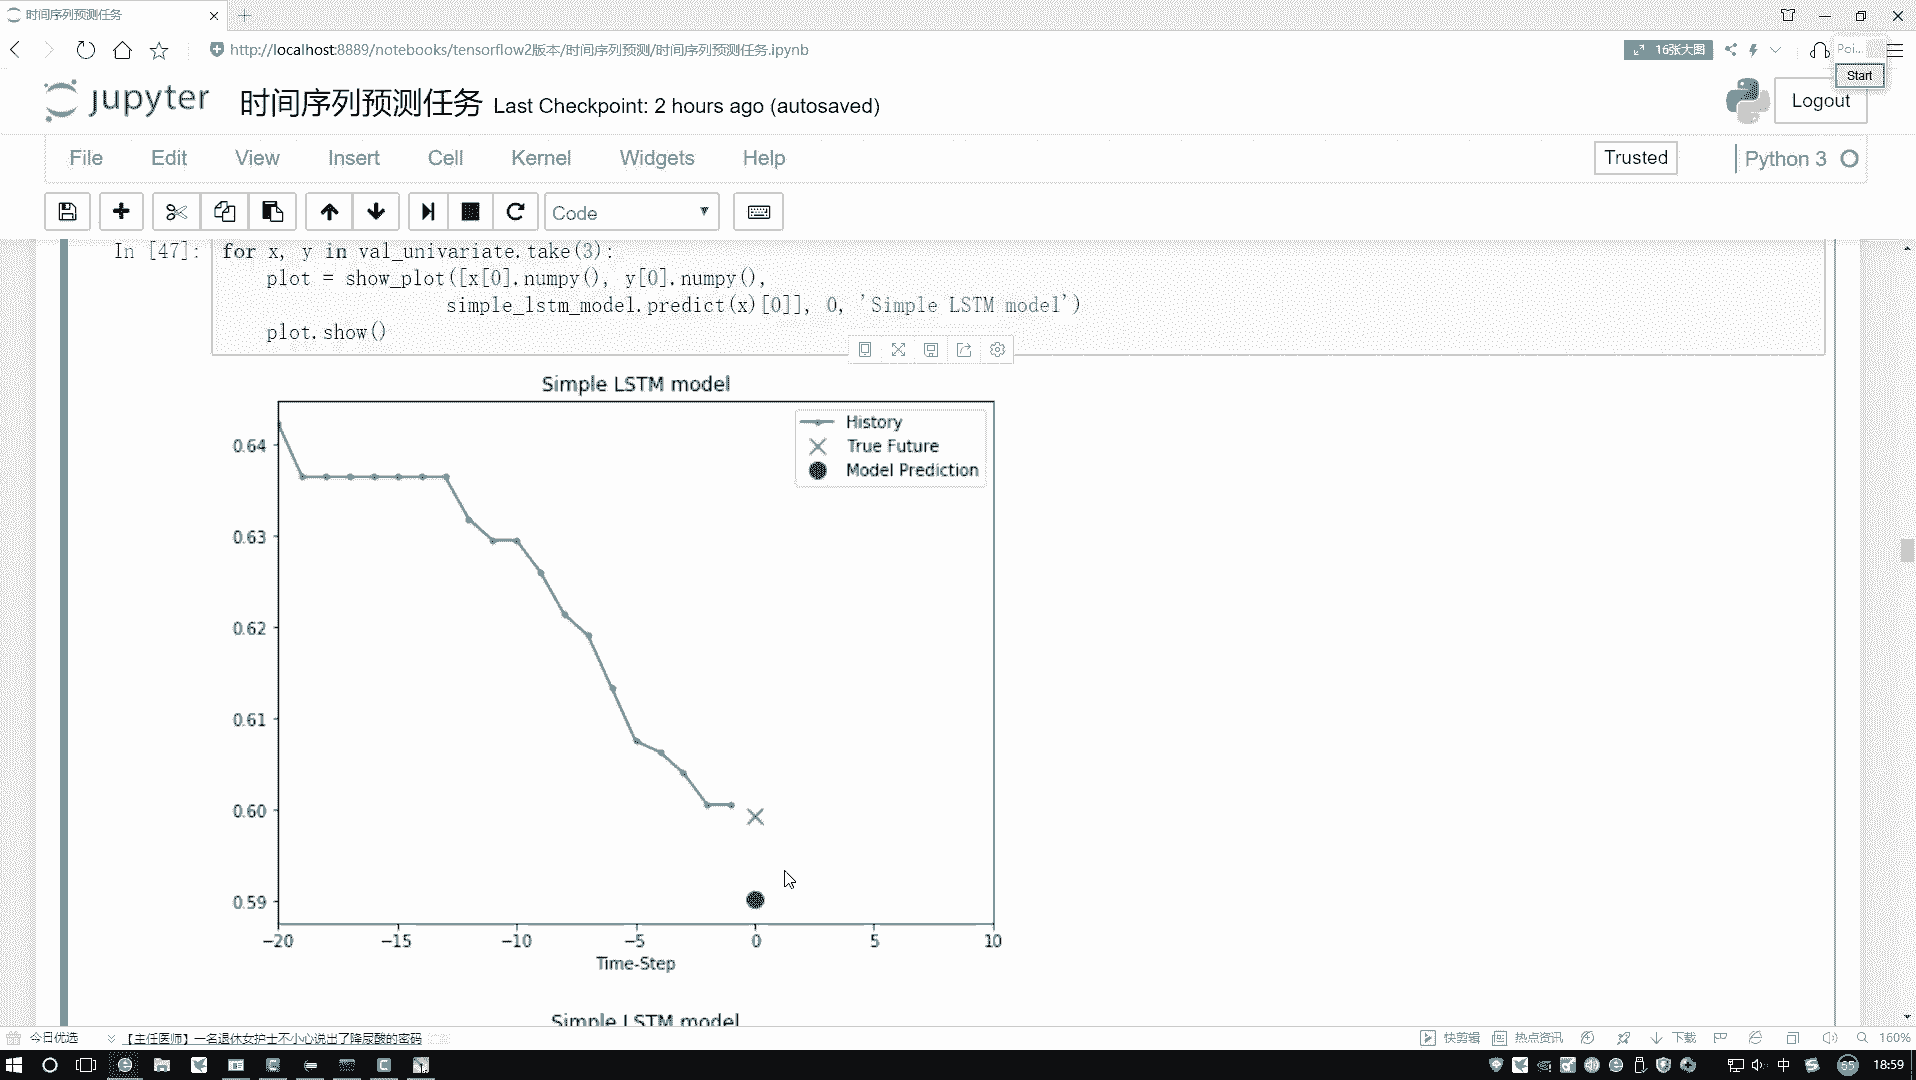 时间序列预测任务
http://localhost:8889/notebooks/tensorflow2版本/时间序列预测/时间序列预测任务.ipynb
16张大图
Poi...
Start
jupyter 时间序列预测任务 Last Checkpoint: 2 hours ago (autosaved)
Logout
File Edit View Insert Cell Kernel Widgets Help
Trusted
Python 3
Code
In [47]: for x, y in val_univariate.take(3):
plot = show_plot([x[0].numpy(), y[0].numpy(),
simple_lstm_model.predict(x)[0]], 0, 'Simple LSTM model')
plot.show()
Simple LSTM model
History
True Future
Model Prediction
0.64
0.63
0.62
0.61
0.60
0.59
−20 −15 −10 −5 0 5 10
Time-Step
Simple LSTM model
今日优选
【主任医师】一名退休女护士不小心说出了降尿酸的密码
快剪辑
热点资讯
下载
160%
中
55
18:59